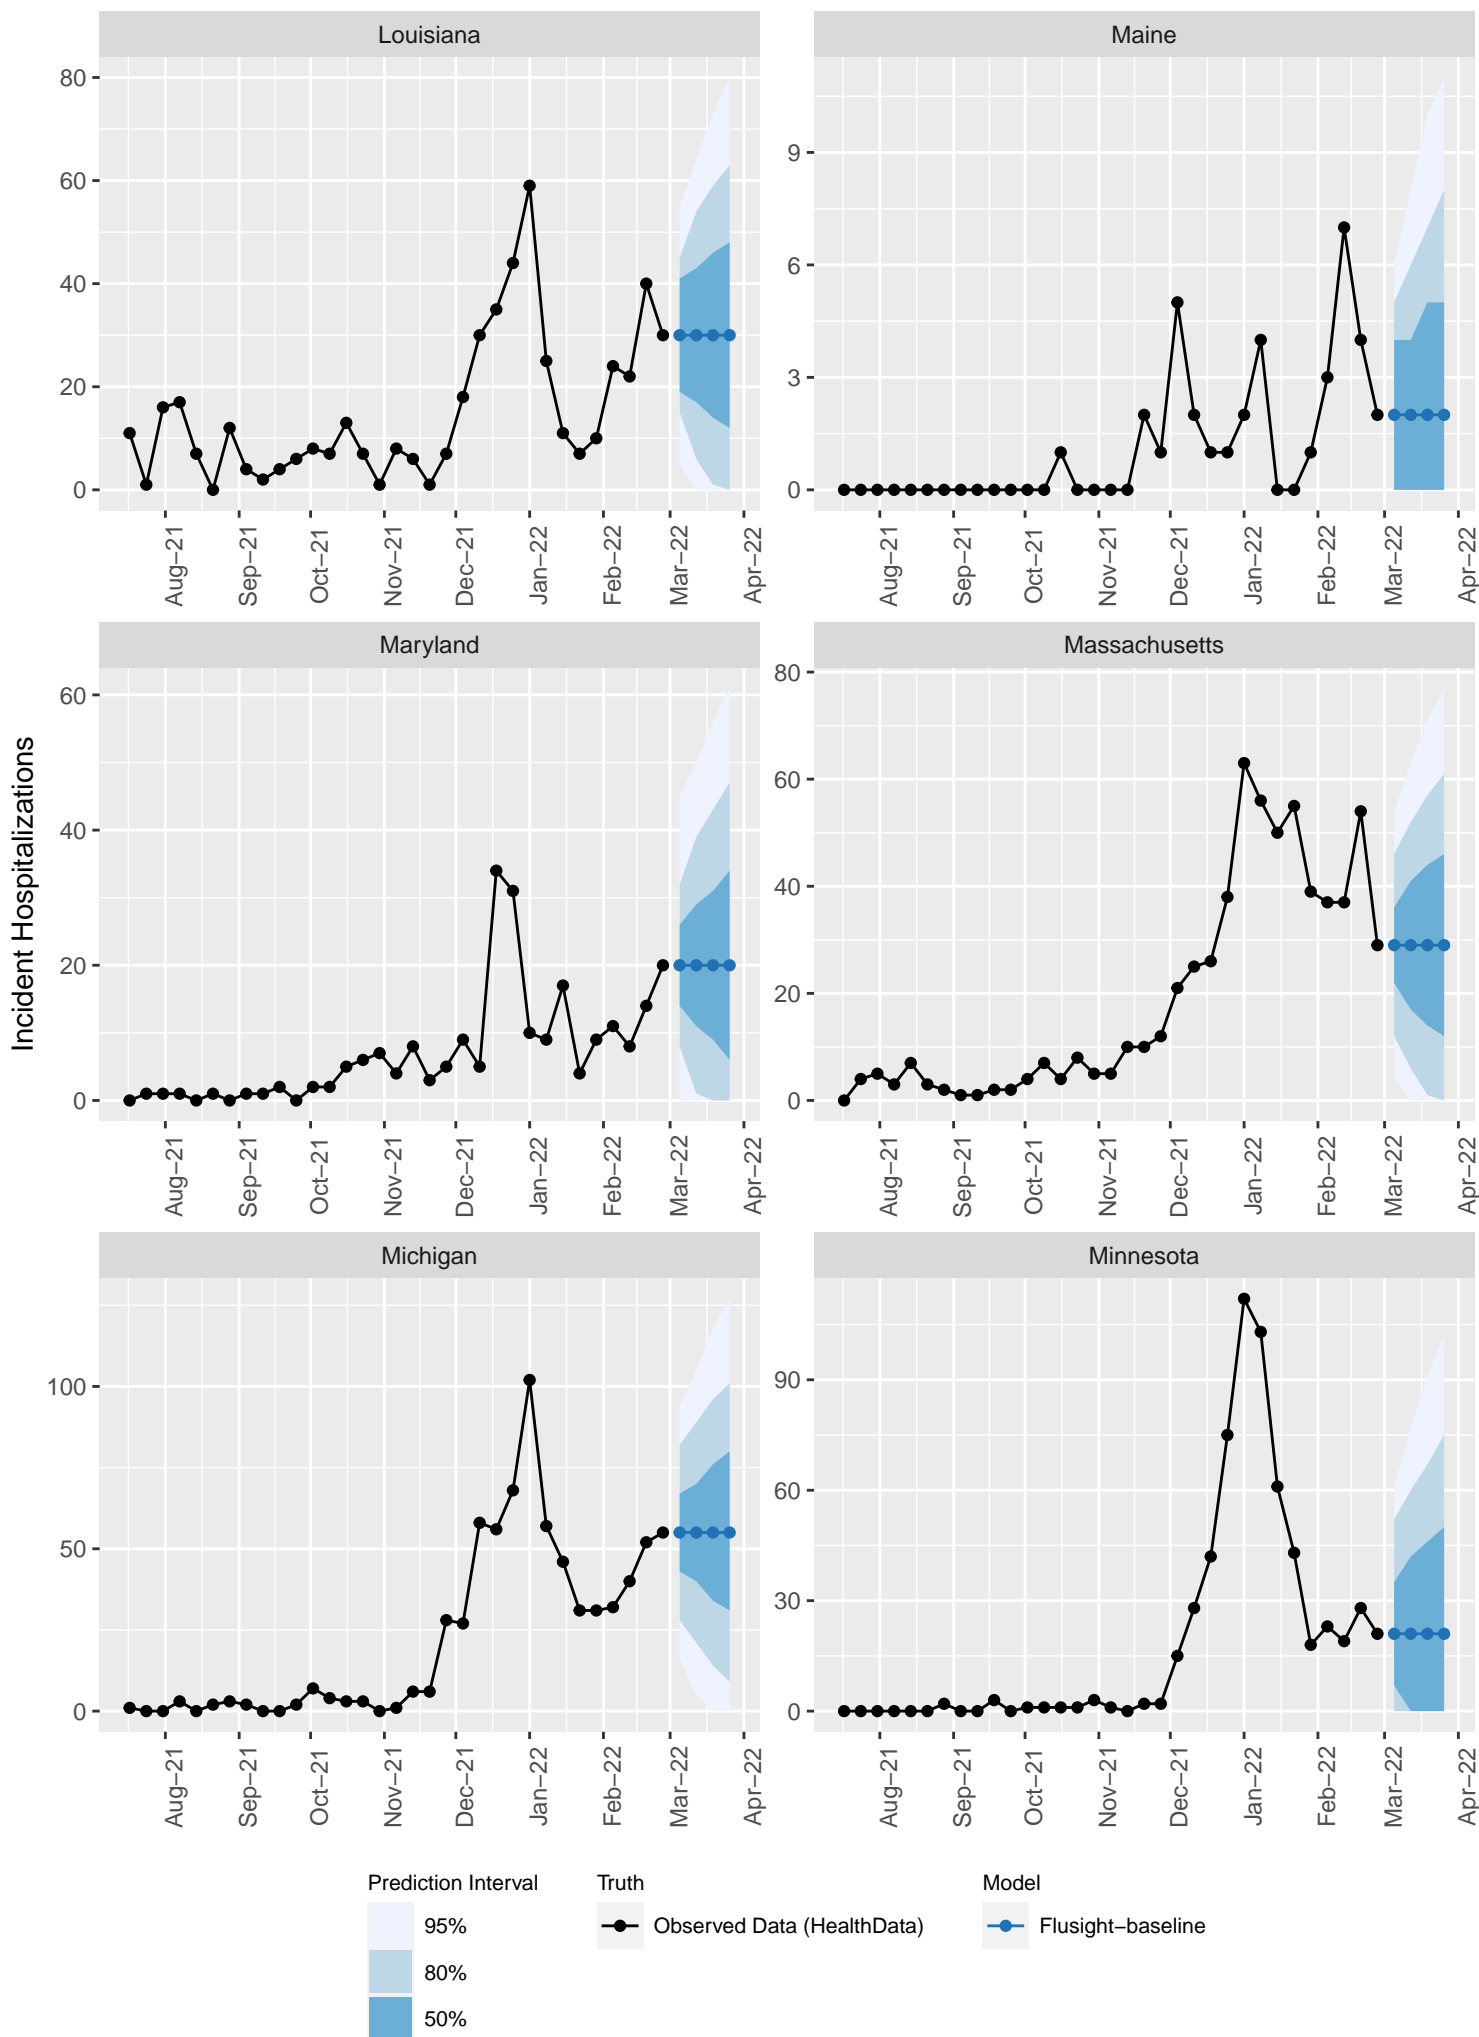 Louisiana
Maine
80
60
40
20
0
9
6
3
0
Aug−21
Sep−21
Oct−21
Nov−21
Dec−21
Jan−22
Feb−22
Mar−22
Apr−22
Aug−21
Sep−21
Oct−21
Nov−21
Dec−21
Jan−22
Feb−22
Mar−22
Apr−22
Incident Hospitalizations
Maryland
Massachusetts
60
40
20
0
80
60
40
20
0
Aug−21
Sep−21
Oct−21
Nov−21
Dec−21
Jan−22
Feb−22
Mar−22
Apr−22
Aug−21
Sep−21
Oct−21
Nov−21
Dec−21
Jan−22
Feb−22
Mar−22
Apr−22
Michigan
Minnesota
100
50
0
90
60
30
0
Aug−21
Sep−21
Oct−21
Nov−21
Dec−21
Jan−22
Feb−22
Mar−22
Apr−22
Aug−21
Sep−21
Oct−21
Nov−21
Dec−21
Jan−22
Feb−22
Mar−22
Apr−22
Prediction Interval
95%
80%
50%
Truth
Observed Data (HealthData)
Model
Flusight−baseline